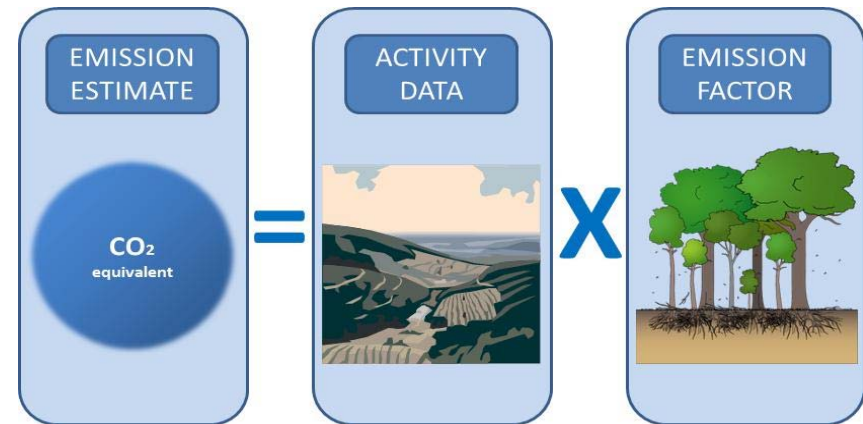 EMISSION
ESTIMATE
CO₂
equivalent
=
ACTIVITY
DATA
X
EMISSION
FACTOR